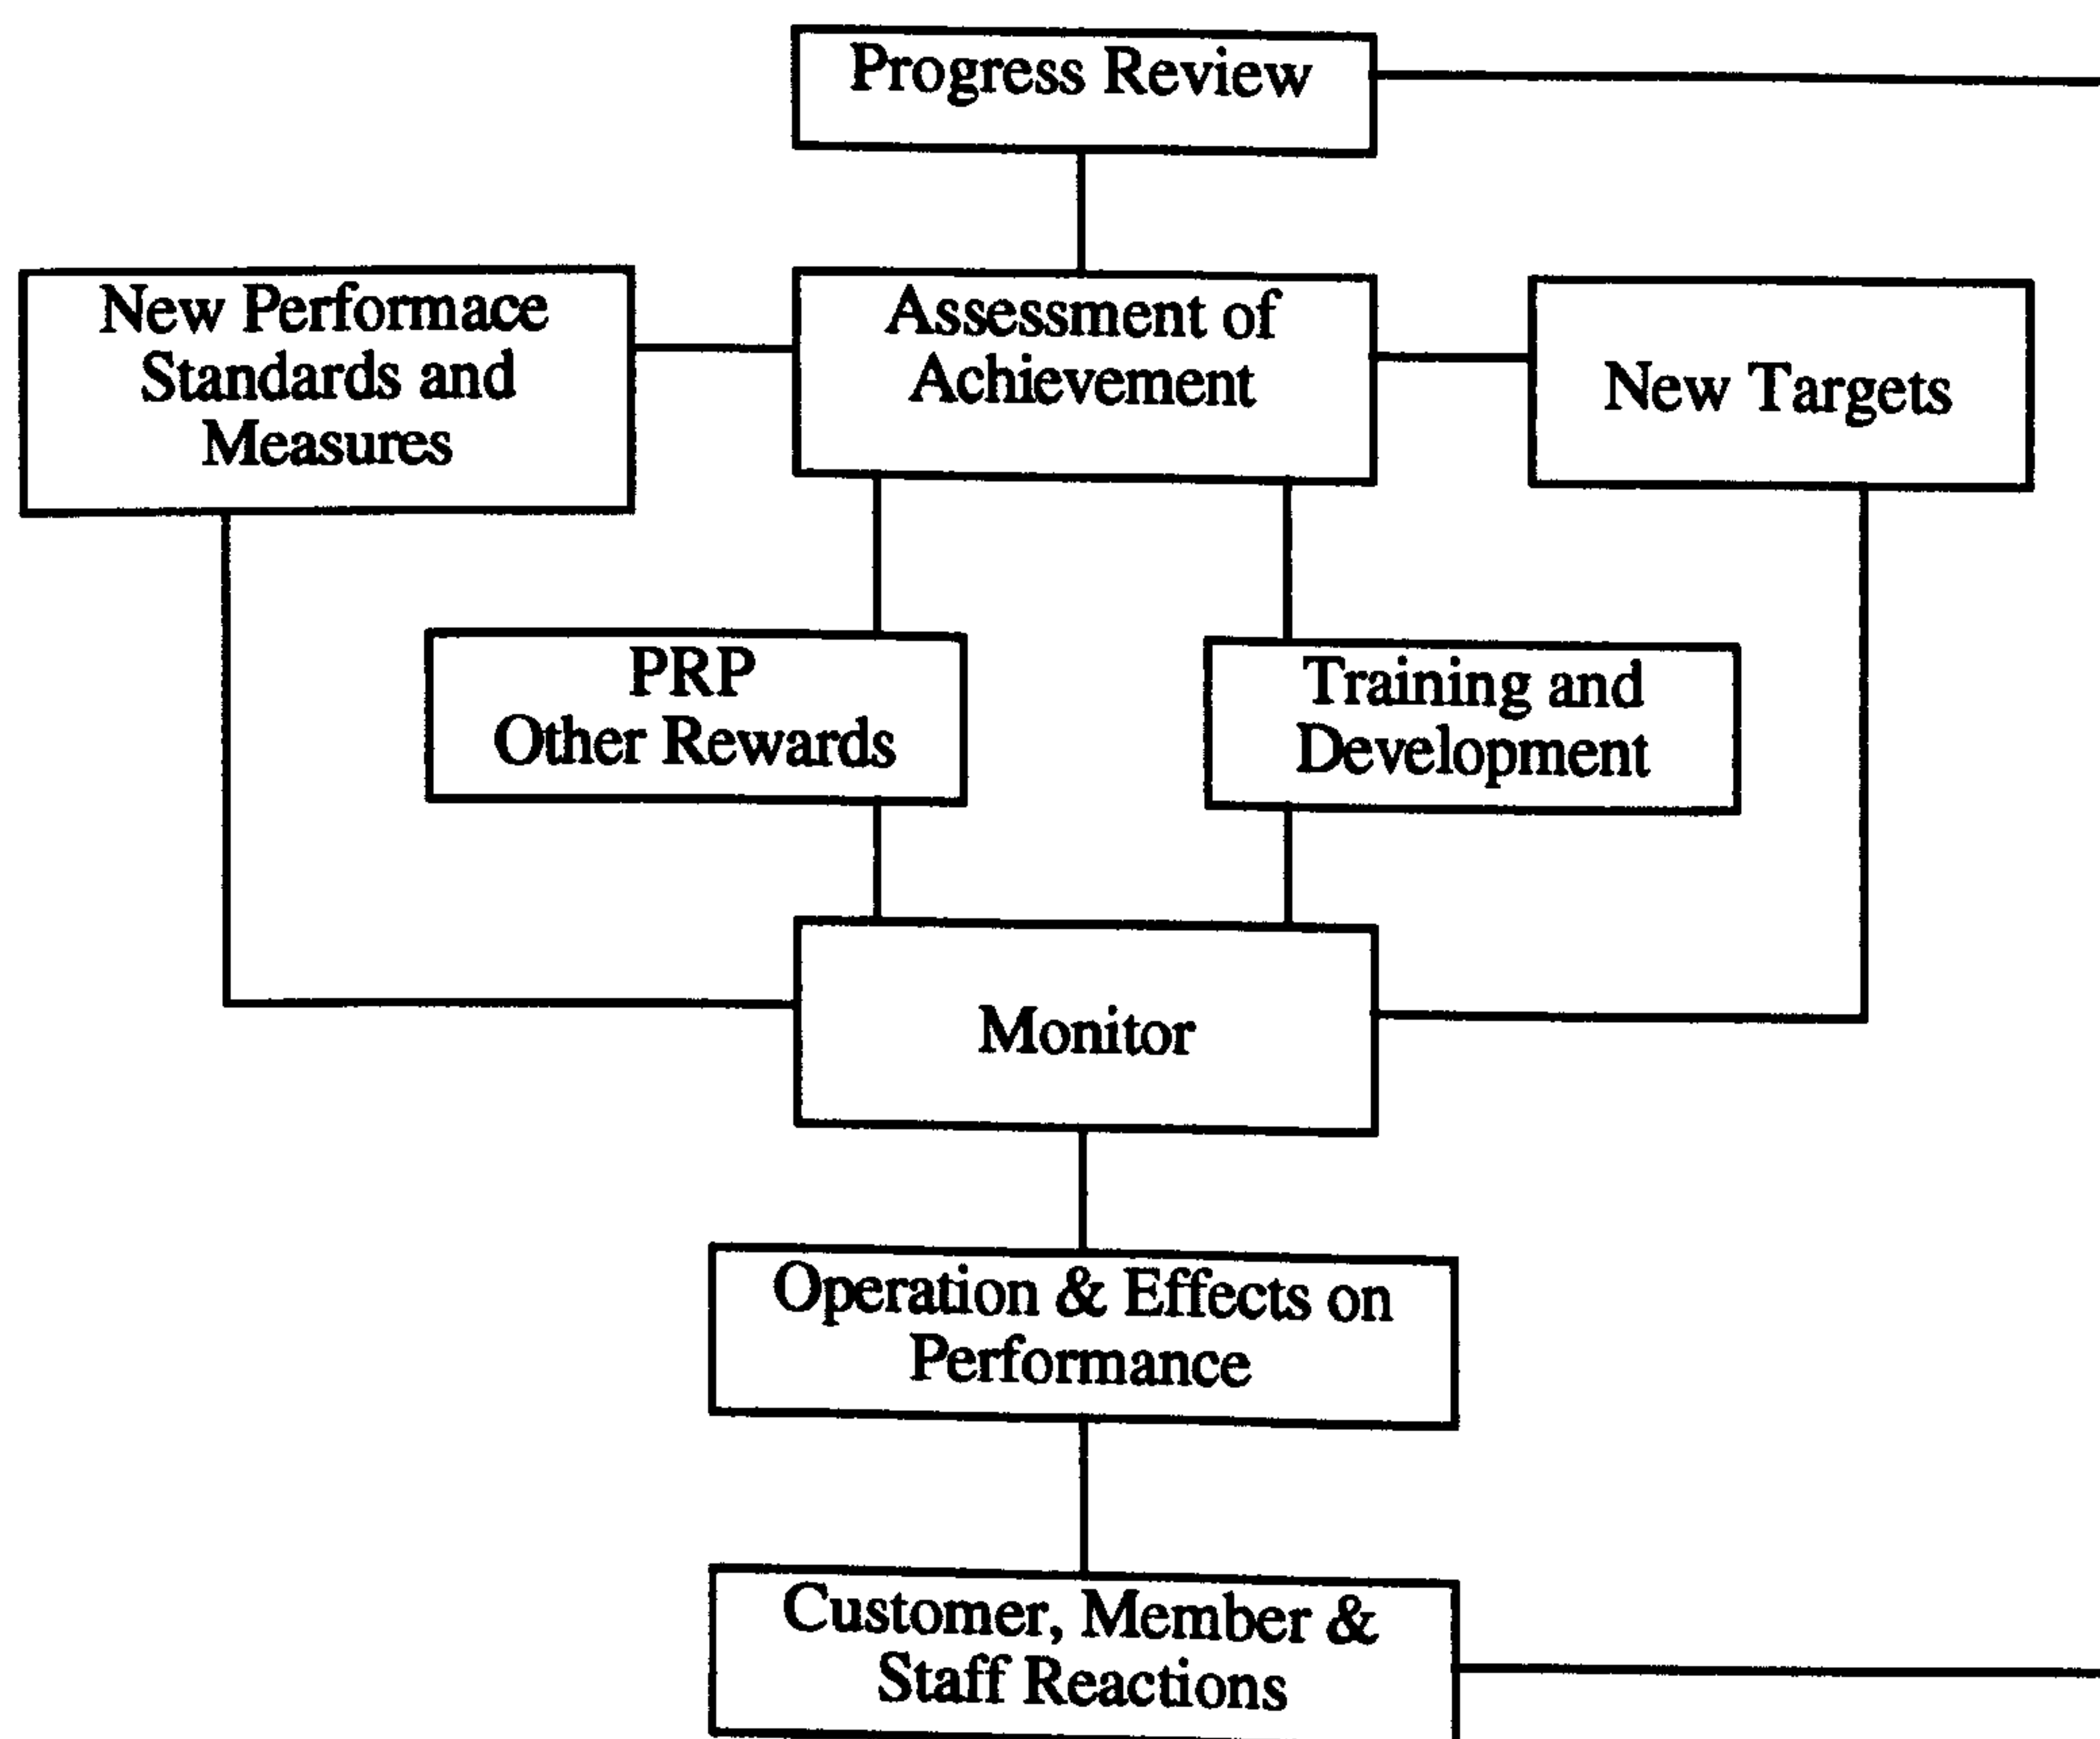 Progress Review
New Performace
Standards and
Measures
Assessment of
Achievement
New Targets
PRP
Other Rewards
Training and
Development
Monitor
Operation & Effects on
Performance
Customer, Member &
Staff Reactions